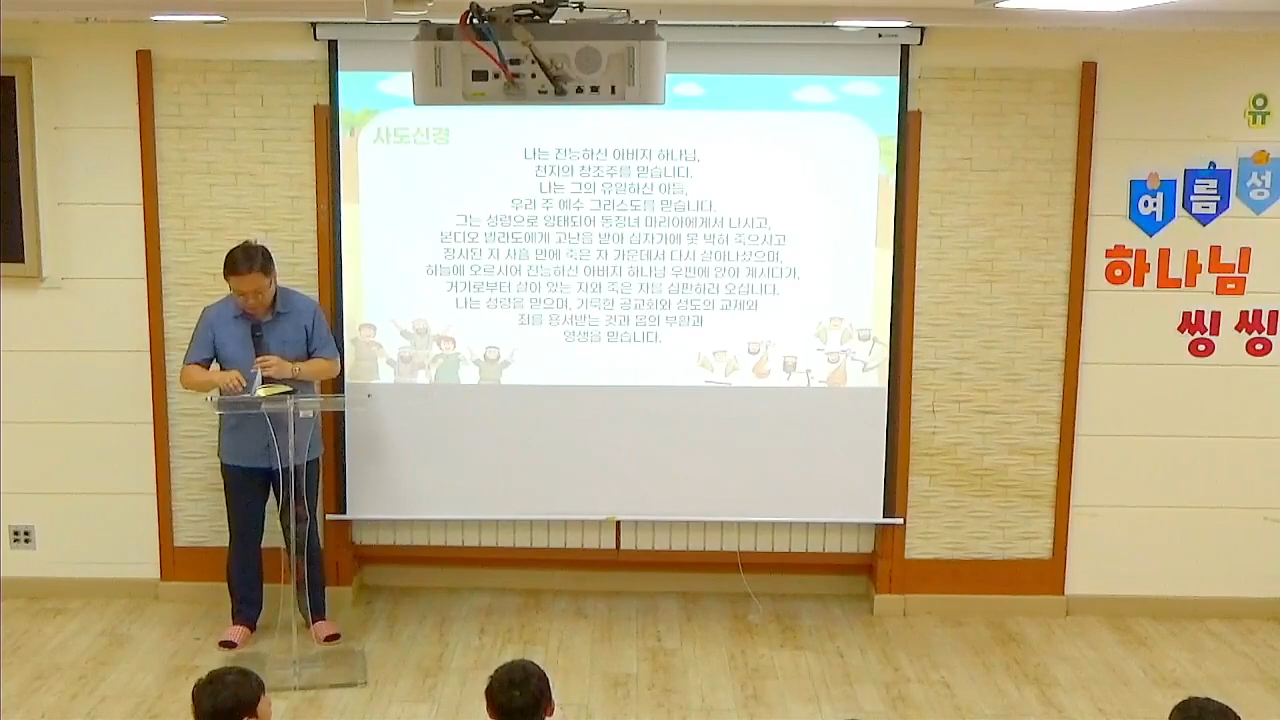 사도신경
나는 전능하신 아버지 하나님,
천지의 창조주를 믿습니다.
나는 그의 유일하신 아들,
우리 주 예수 그리스도를 믿습니다.
그는 성령으로 잉태되어 동정녀 마리아에게서 나시고,
본디오 빌라도에게 고난을 받아 십자가에 못 박혀 죽으시고
장사된 지 사흘 만에 죽은 자 가운데서 다시 살아나셨으며,
하늘에 오르시어 전능하신 아버지 하나님 우편에 앉아 계시다가,
거기로부터 살아 있는 자와 죽은 자를 심판하러 오십니다.
나는 성령을 믿으며, 거룩한 공교회와 성도의 교제와
죄를 용서받는 것과 몸의 부활과
영생을 믿습니다.
유
여름성
하나님
씽씽